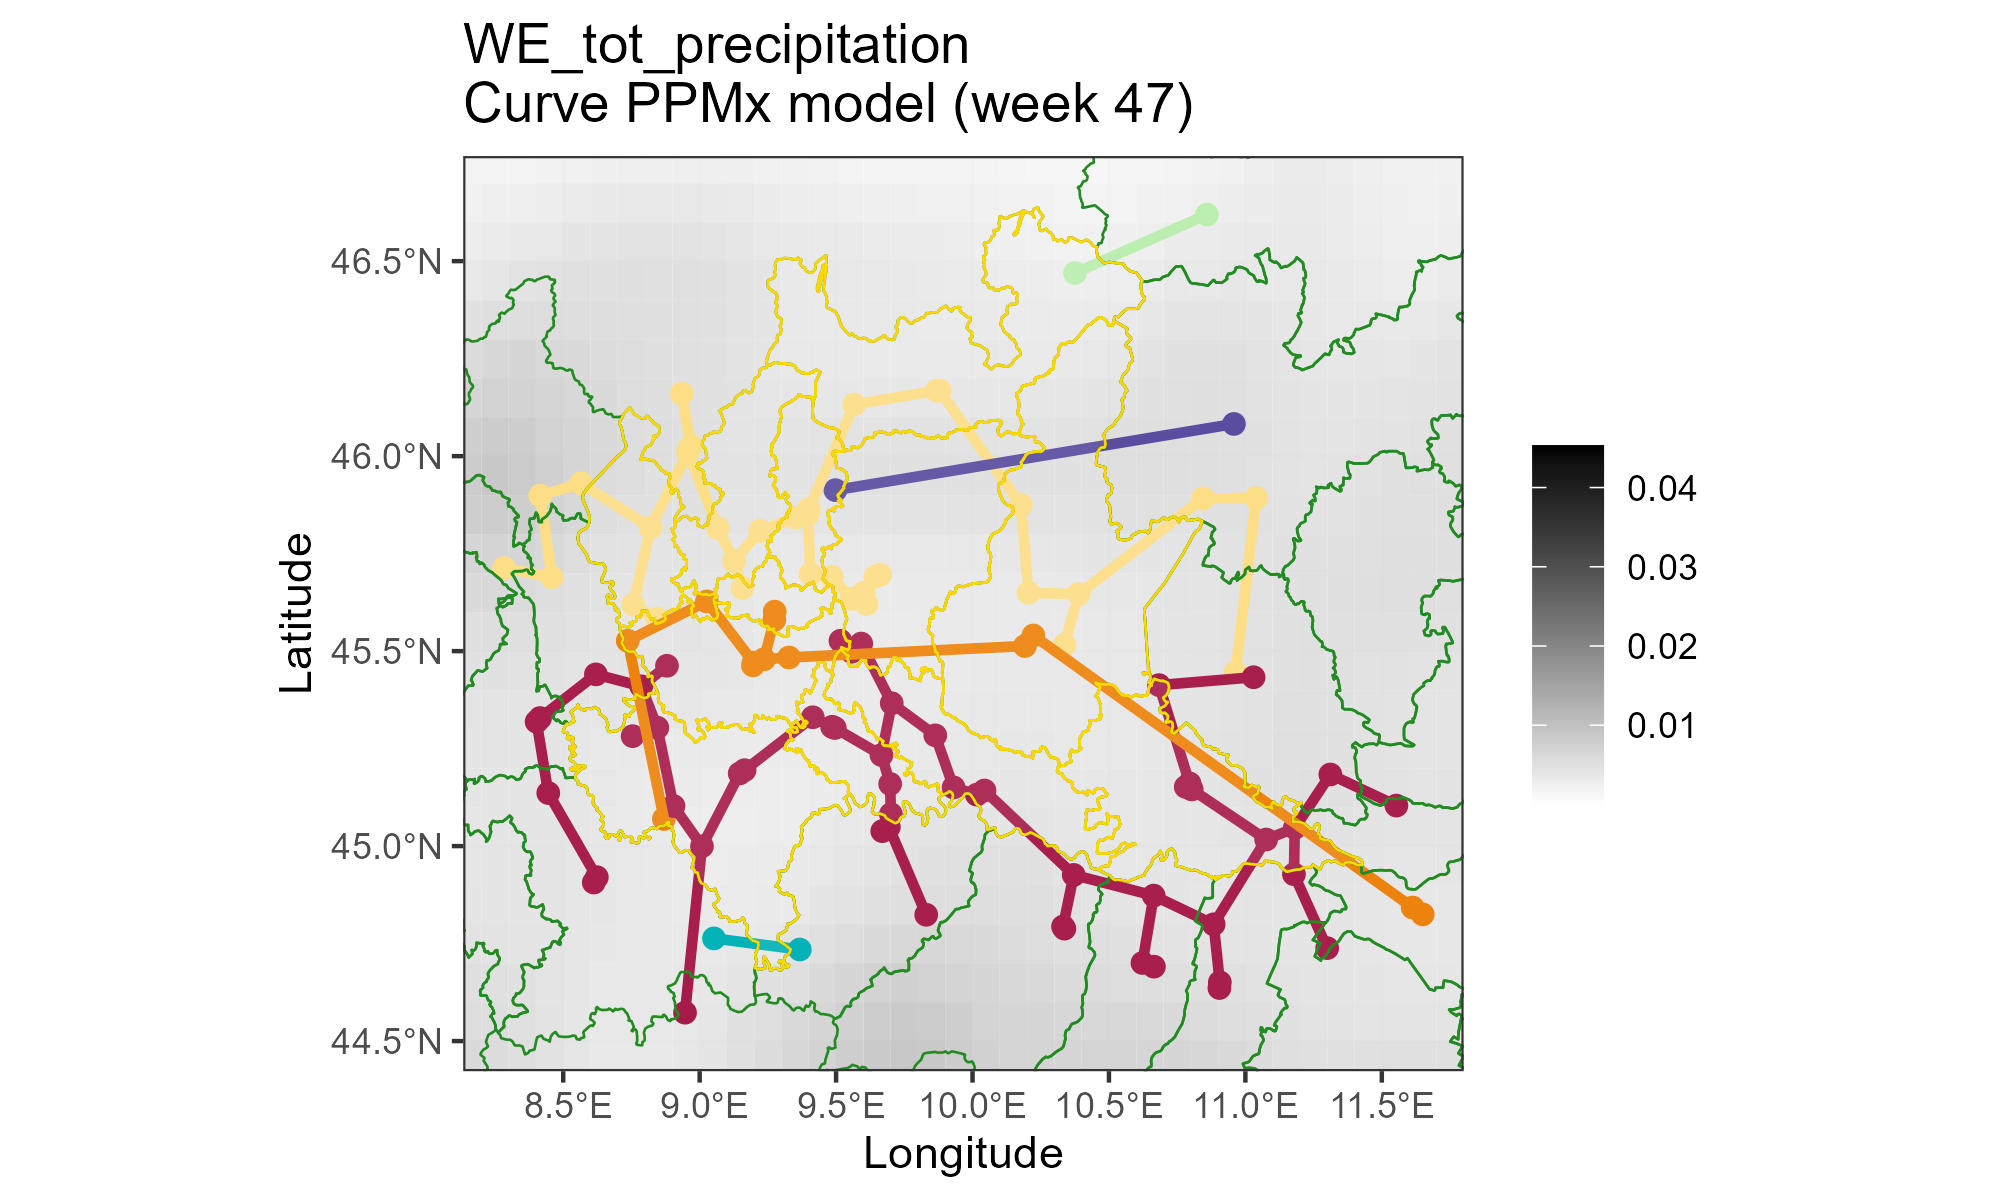 WE_tot_precipitation
Curve PPMx model (week 47)
46.5°N
46.0°N
45.5°N
45.0°N
44.5°N
Latitude
8.5°E 9.0°E 9.5°E 10.0°E 10.5°E 11.0°E 11.5°E
Longitude
0.04
0.03
0.02
0.01